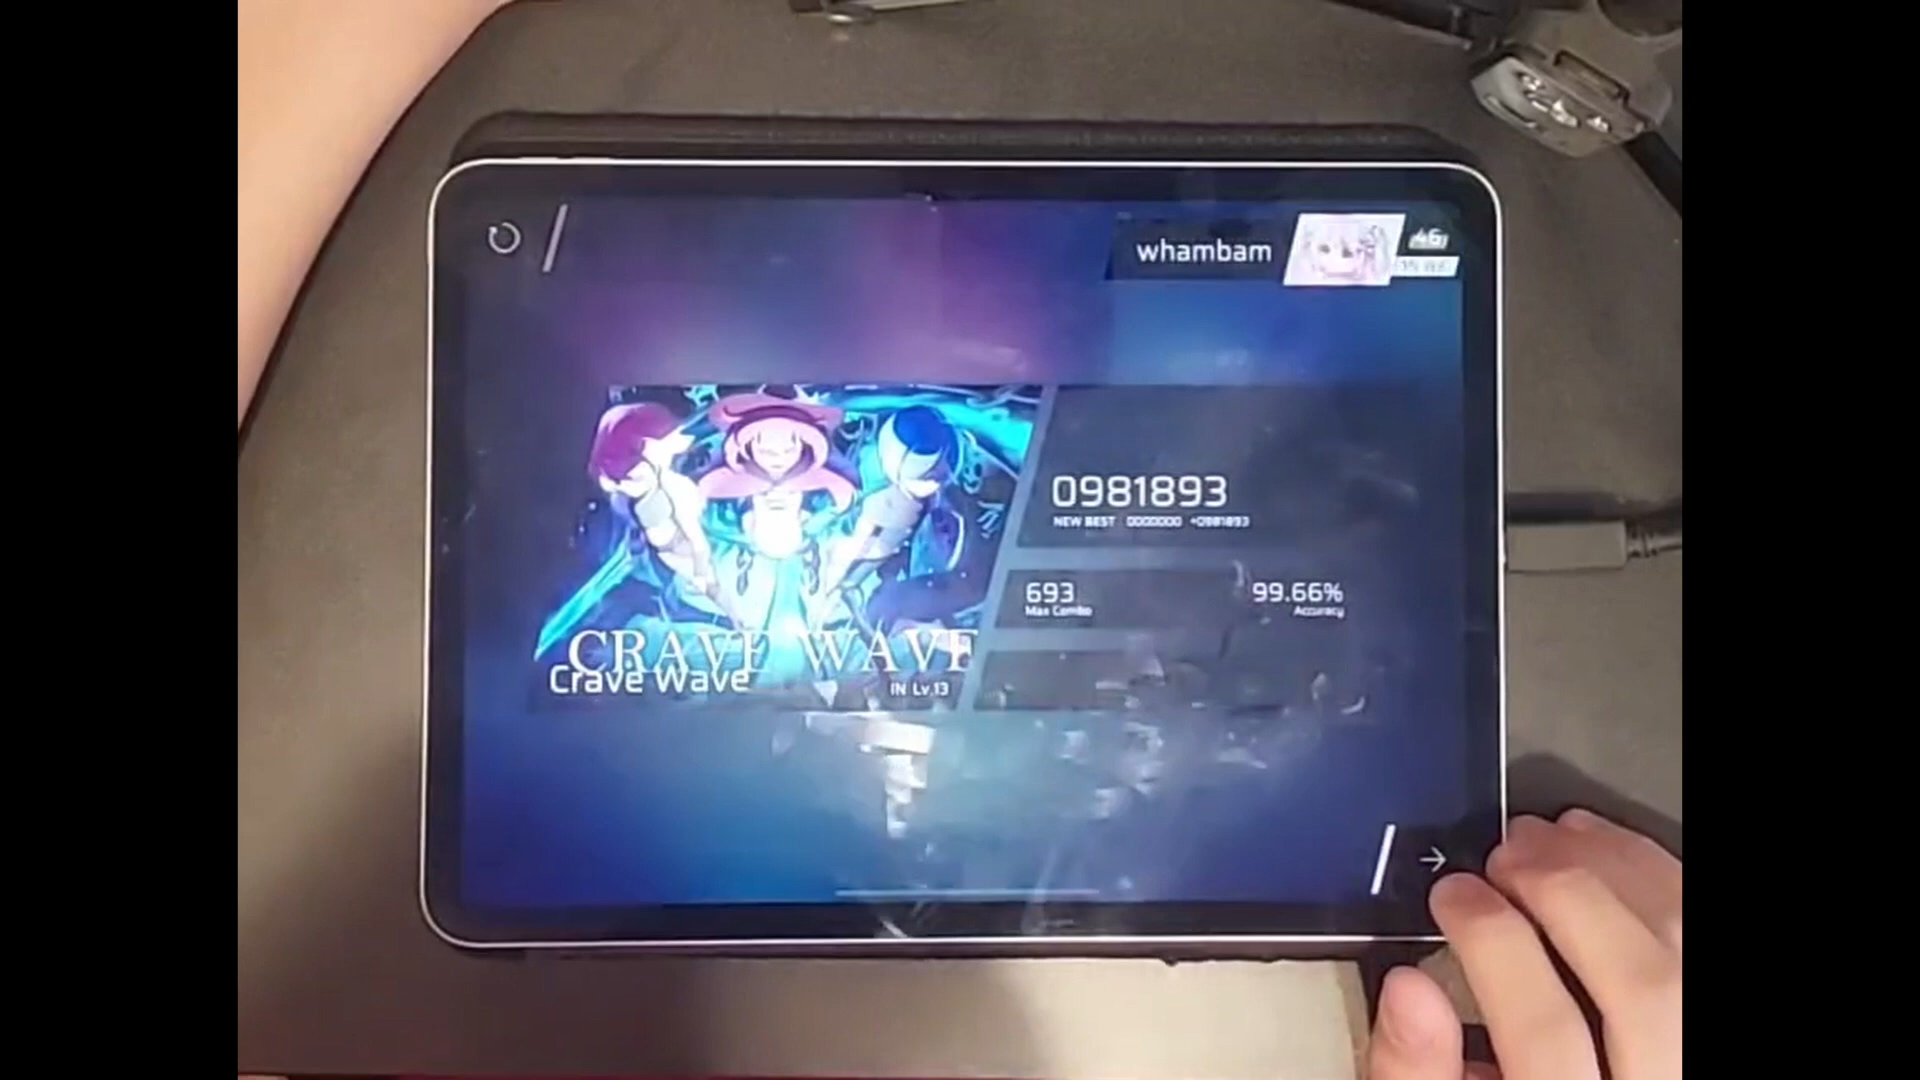 whambam
46
0981893
NEW BEST 0000000 +0981893
693
Max Combo
99.66%
Accuracy
CRAVE WAVE
Crave Wave
IN Lv.13